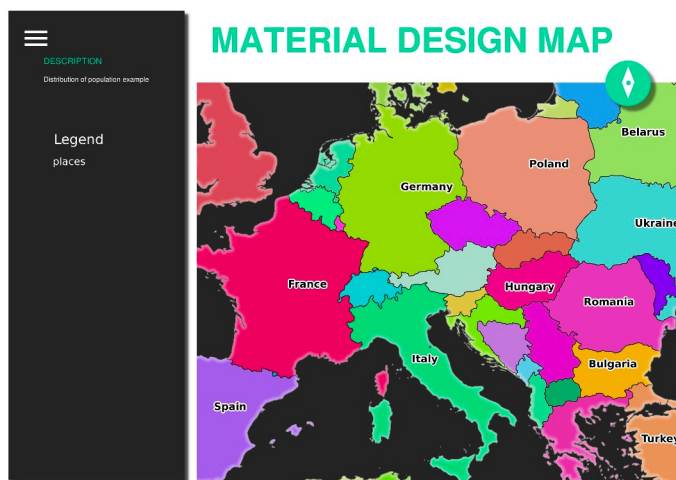 MATERIAL DESIGN MAP
DESCRIPTION
Distribution of population example
Legend
places
Belarus
Poland
Germany
Ukraine
France
Hungary
Romania
Italy
Bulgaria
Spain
Turkey